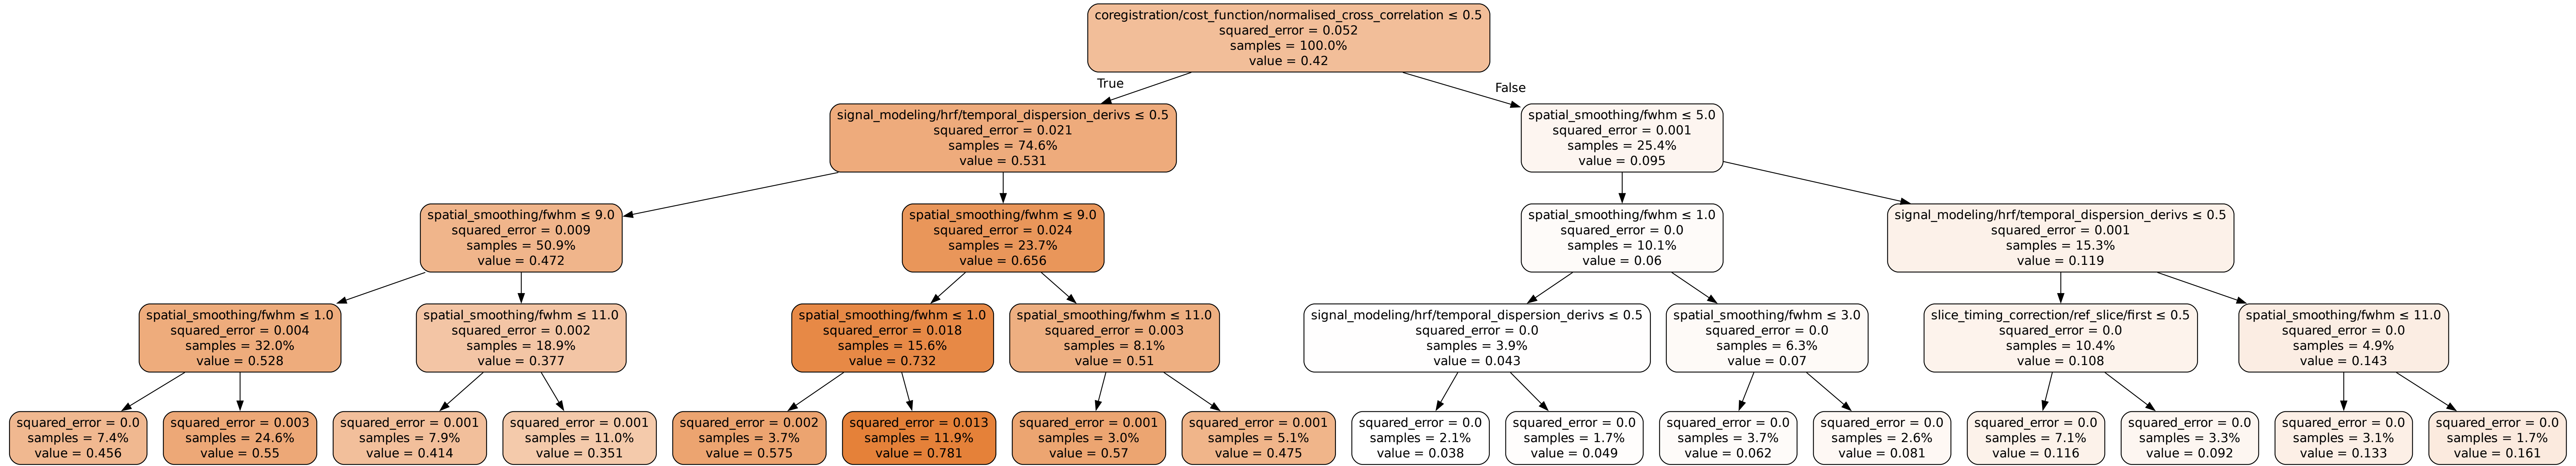 coregistration/cost_function/normalised_cross_correlation ≤ 0.5
squared_error = 0.052
samples = 100.0%
value = 0.42
True
False
signal_modeling/hrf/temporal_dispersion_derivs ≤ 0.5
squared_error = 0.021
samples = 74.6%
value = 0.531
spatial_smoothing/fwhm ≤ 5.0
squared_error = 0.001
samples = 25.4%
value = 0.095
spatial_smoothing/fwhm ≤ 9.0
squared_error = 0.009
samples = 50.9%
value = 0.472
spatial_smoothing/fwhm ≤ 9.0
squared_error = 0.024
samples = 23.7%
value = 0.656
spatial_smoothing/fwhm ≤ 1.0
squared_error = 0.0
samples = 10.1%
value = 0.06
signal_modeling/hrf/temporal_dispersion_derivs ≤ 0.5
squared_error = 0.001
samples = 15.3%
value = 0.119
spatial_smoothing/fwhm ≤ 1.0
squared_error = 0.004
samples = 32.0%
value = 0.528
spatial_smoothing/fwhm ≤ 11.0
squared_error = 0.002
samples = 18.9%
value = 0.377
spatial_smoothing/fwhm ≤ 1.0
squared_error = 0.018
samples = 15.6%
value = 0.732
spatial_smoothing/fwhm ≤ 11.0
squared_error = 0.003
samples = 8.1%
value = 0.51
signal_modeling/hrf/temporal_dispersion_derivs ≤ 0.5
squared_error = 0.0
samples = 3.9%
value = 0.043
spatial_smoothing/fwhm ≤ 3.0
squared_error = 0.0
samples = 6.3%
value = 0.07
slice_timing_correction/ref_slice/first ≤ 0.5
squared_error = 0.0
samples = 10.4%
value = 0.108
spatial_smoothing/fwhm ≤ 11.0
squared_error = 0.0
samples = 4.9%
value = 0.143
squared_error = 0.0
samples = 7.4%
value = 0.456
squared_error = 0.003
samples = 24.6%
value = 0.55
squared_error = 0.001
samples = 7.9%
value = 0.414
squared_error = 0.001
samples = 11.0%
value = 0.351
squared_error = 0.002
samples = 3.7%
value = 0.575
squared_error = 0.013
samples = 11.9%
value = 0.781
squared_error = 0.001
samples = 3.0%
value = 0.57
squared_error = 0.001
samples = 5.1%
value = 0.475
squared_error = 0.0
samples = 2.1%
value = 0.038
squared_error = 0.0
samples = 1.7%
value = 0.049
squared_error = 0.0
samples = 3.7%
value = 0.062
squared_error = 0.0
samples = 2.6%
value = 0.081
squared_error = 0.0
samples = 7.1%
value = 0.116
squared_error = 0.0
samples = 3.3%
value = 0.092
squared_error = 0.0
samples = 3.1%
value = 0.133
squared_error = 0.0
samples = 1.7%
value = 0.161